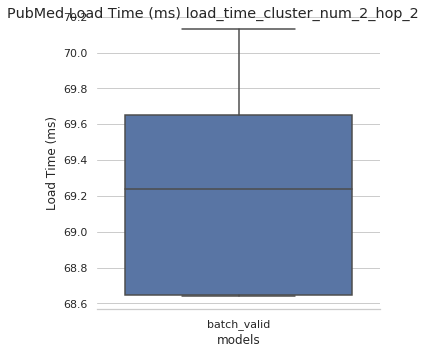 PubMed Load Time (ms) load_time_cluster_num_2_hop_2
70.2
70.0
69.8
69.6
69.4
69.2
69.0
68.8
68.6
Load Time (ms)
batch_valid
models